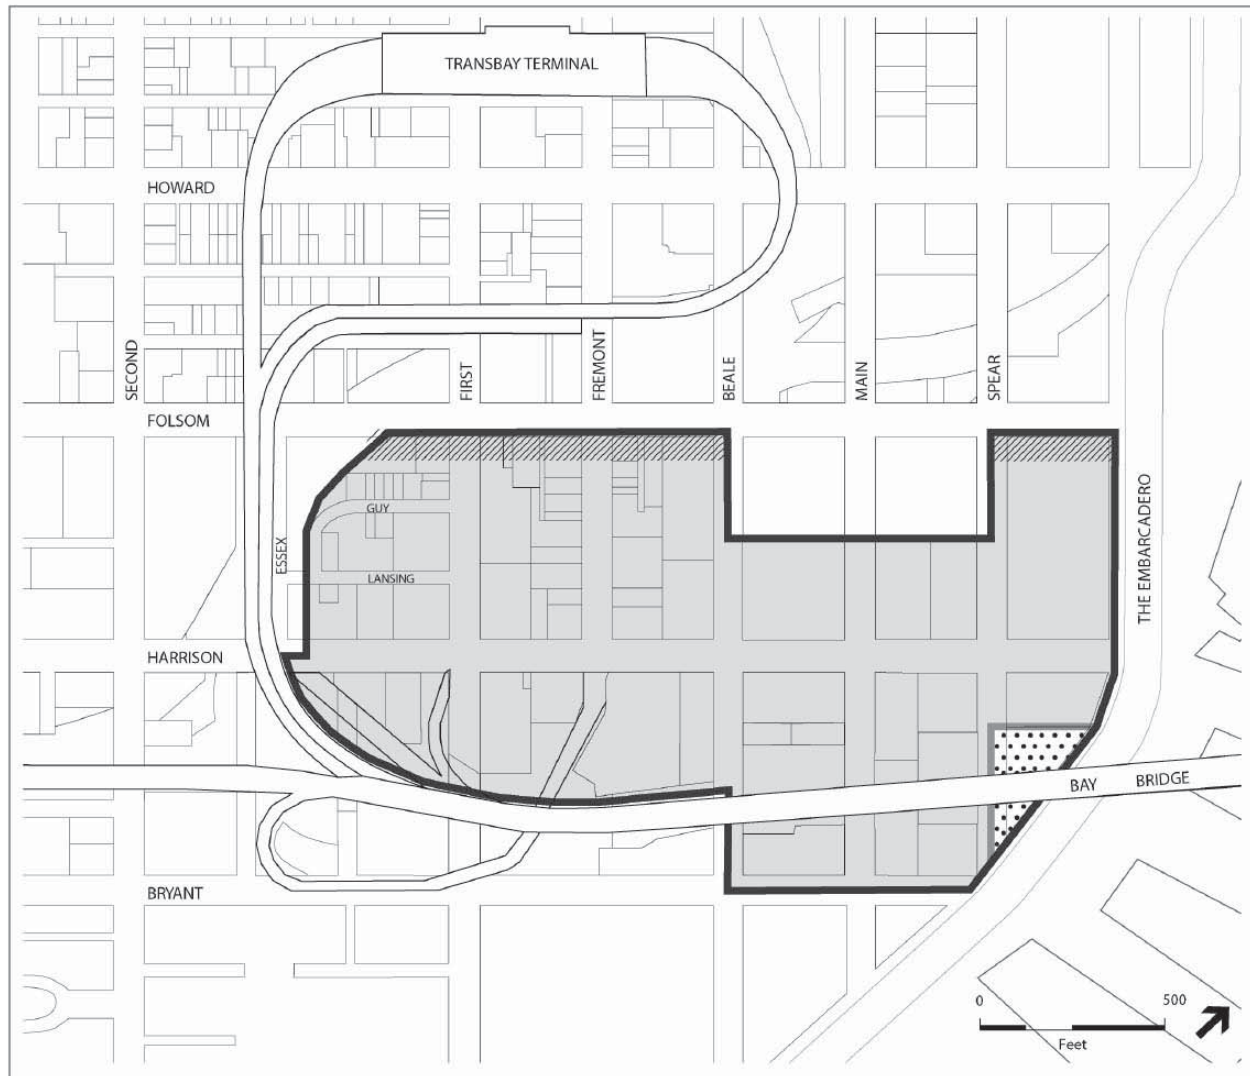 TRANSBAY TERMINAL
HOWARD
SECOND
FIRST
FREMONT
BEALE
MAIN
SPEAR
FOLSOM
THE EMBARCADERO
GUY
ESSEX
LANSING
HARRISON
BAY BRIDGE
BRYANT
0 500
Feet